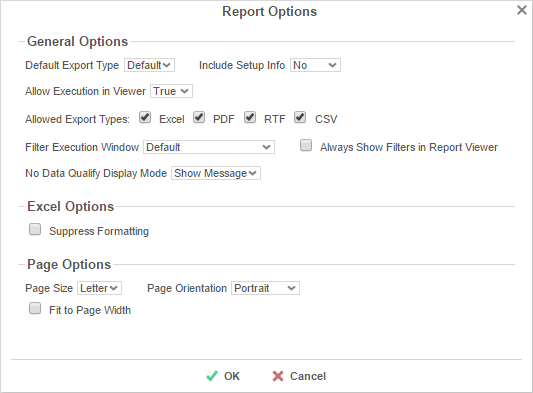 Report Options
General Options
Default Export Type Default Include Setup Info No
Allow Execution in Viewer True
Allowed Export Types: Excel PDF RTF CSV
Filter Execution Window Default Always Show Filters in Report Viewer
No Data Qualify Display Mode Show Message
Excel Options
Suppress Formatting
Page Options
Page Size Letter Page Orientation Portrait
Fit to Page Width
OK Cancel